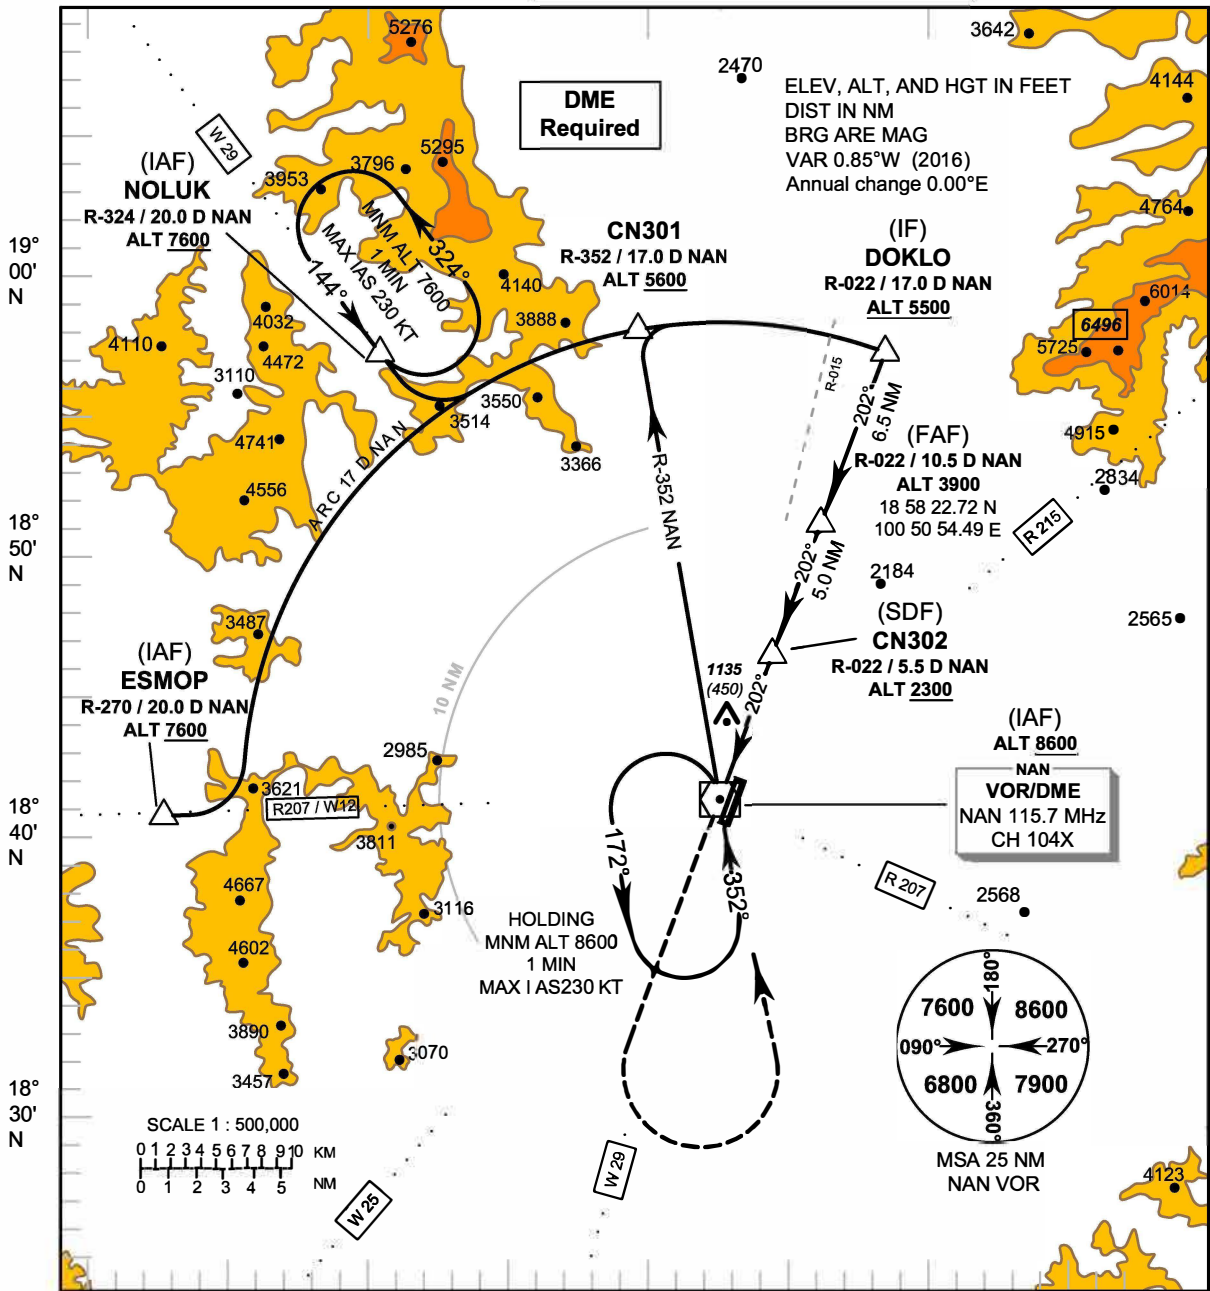 5276
3642
2470
4144
ELEV, ALT, AND HGT IN FEET
DIST IN NM
BRG ARE MAG
VAR 0.85°W (2016)
Annual change 0.00°E
DME
Required
W 29
(IAF)
NOLUK
R-324 / 20.0 D NAN
ALT 7600
3953
3796
5295
MNM ALT 7600
1 MIN
MAX IAS 230 KT
324°
144°
4764
CN301
R-352 / 17.0 D NAN
ALT 5600
(IF)
DOKLO
R-022 / 17.0 D NAN
ALT 5500
19°
00'
N
4140
3888
6014
6496
5725
4032
4110
4472
3110
3550
3514
4741
3366
4556
ARC 17 D NAN
R-352 NAN
R-015
202°
6.5 NM
(FAF)
R-022 / 10.5 D NAN
ALT 3900
18 58 22.72 N
100 50 54.49 E
4915
2834
R 215
18°
50'
N
202°
5.0 NM
2184
2565
3487
(SDF)
CN302
R-022 / 5.5 D NAN
ALT 2300
(IAF)
ESMOP
R-270 / 20.0 D NAN
ALT 7600
10 NM
1135
(450)
202°
2985
(IAF)
ALT 8600
NAN
VOR/DME
NAN 115.7 MHz
CH 104X
3621
R207 / W12
18°
40'
N
3811
172°
352°
R 207
4667
3116
2568
HOLDING
MNM ALT 8600
1 MIN
MAX I AS230 KT
4602
180°
7600
8600
090°
270°
6800
7900
360°
3890
3070
3457
18°
30'
N
MSA 25 NM
NAN VOR
SCALE 1 : 500,000
0 1 2 3 4 5 6 7 8 9 10 KM
0 1 2 3 4 5 NM
W 25
W 29
4123